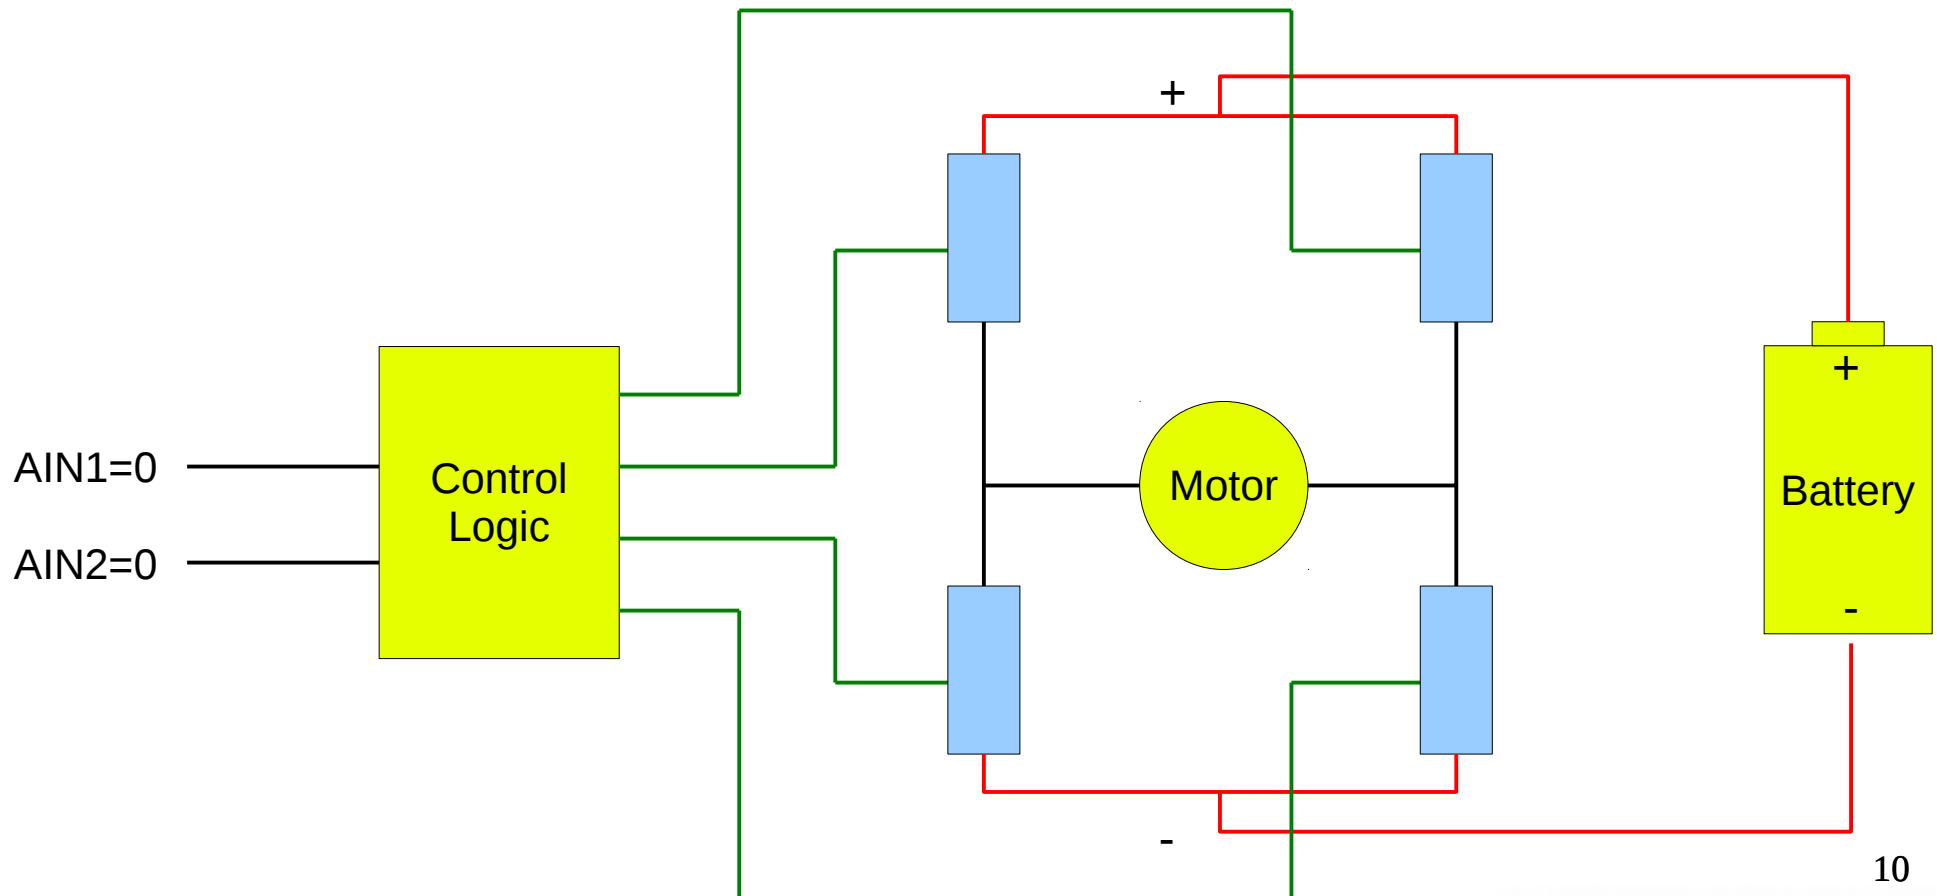 +
+
AIN1=0
Control
Logic
Motor
Battery
AIN2=0
-
-
10